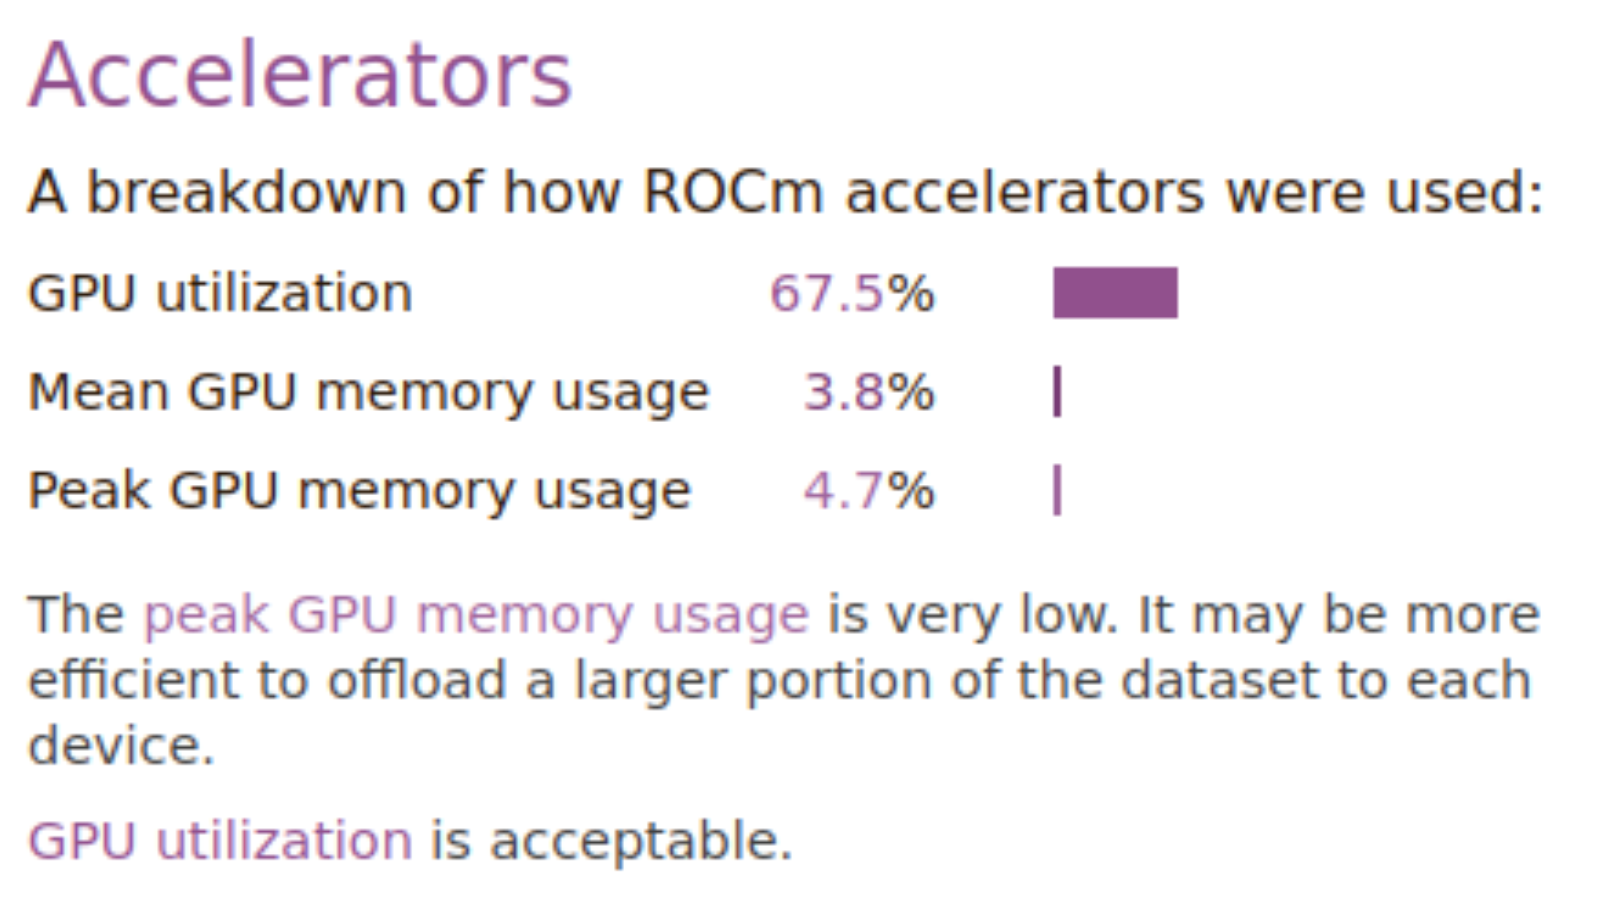 Accelerators
A breakdown of how ROCm accelerators were used:
GPU utilization 67.5%
Mean GPU memory usage 3.8%
Peak GPU memory usage 4.7%
The peak GPU memory usage is very low. It may be more
efficient to offload a larger portion of the dataset to each
device.
GPU utilization is acceptable.